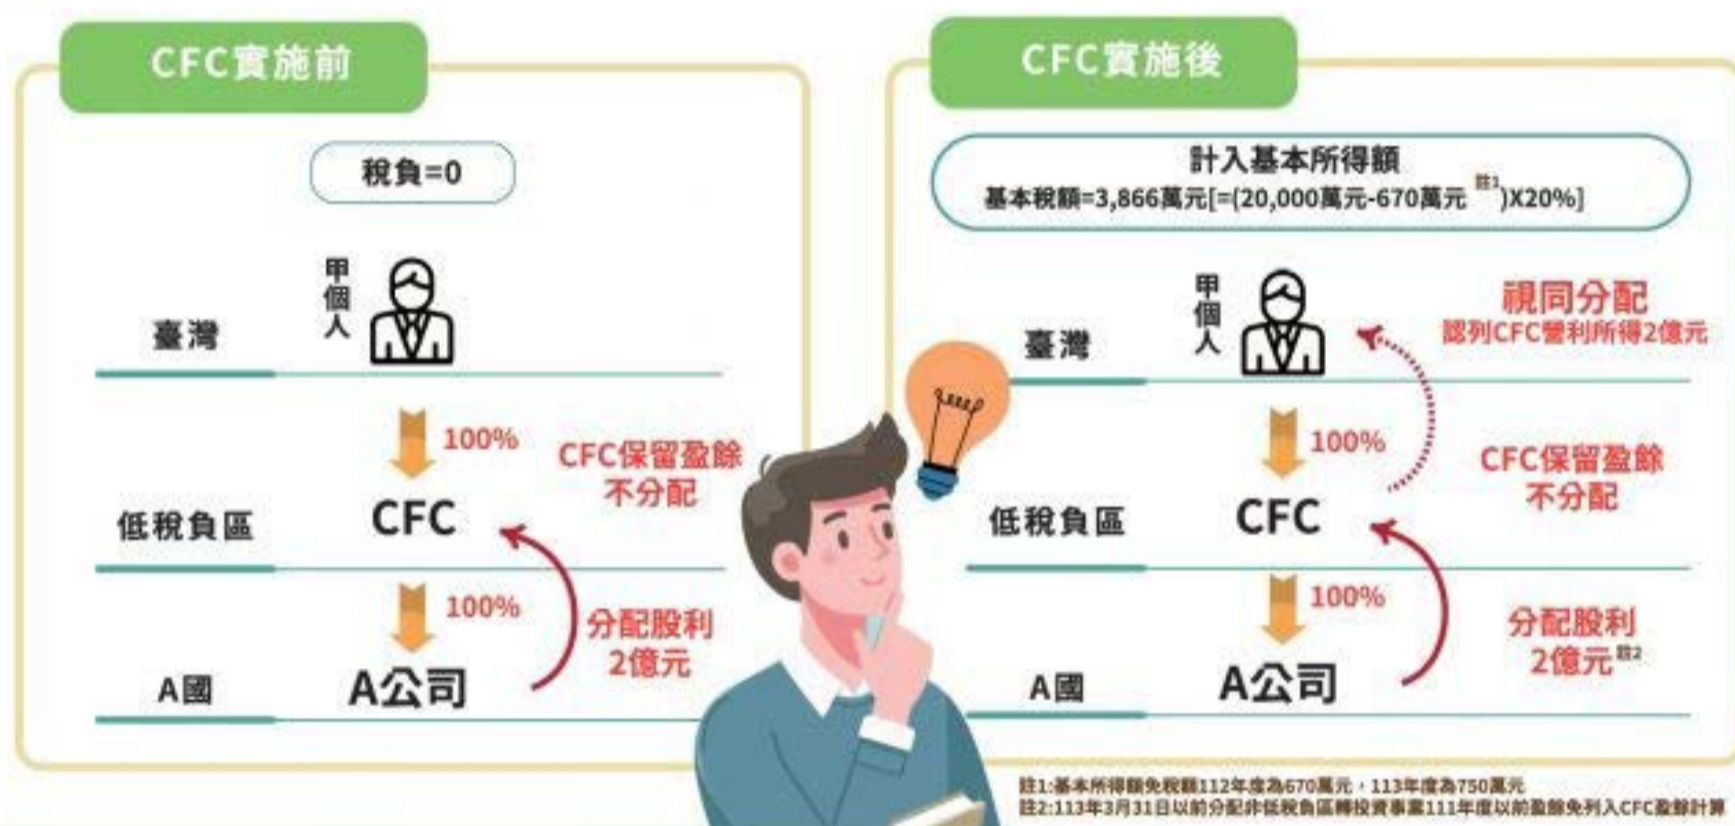 CFC實施前
稅負=0
甲個人
臺灣
100%
CFC保留盈餘
不分配
低稅負區
CFC
100%
分配股利
2億元
A國
A公司
CFC實施後
計入基本所得額
基本稅額=3,866萬元[=(20,000萬元-670萬元 註1)X20%]
甲個人
視同分配
認列CFC營利所得2億元
臺灣
100%
CFC保留盈餘
不分配
低稅負區
CFC
100%
分配股利
2億元註2
A國
A公司
註1:基本所得額免稅額112年度為670萬元，113年度為750萬元
註2:113年3月31日以前分配非低稅負區轉投資事業111年度以前盈餘免列入CFC盈餘計算